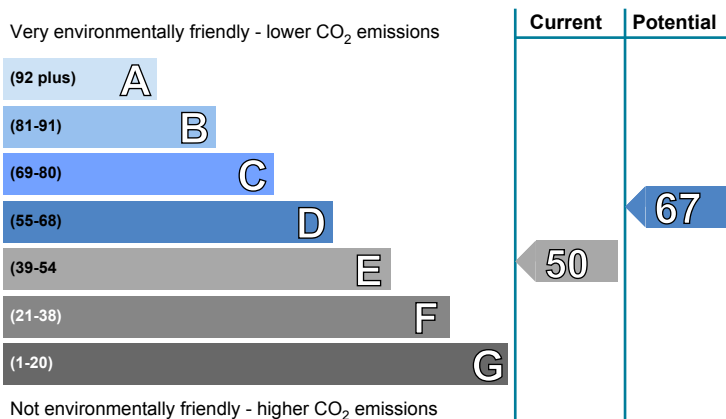 Current Potential
Very environmentally friendly - lower CO2 emissions
(92 plus) A
(81-91) B
(69-80) C
(55-68) D
67
(39-54 E
50
(21-38) F
(1-20) G
Not environmentally friendly - higher CO2 emissions